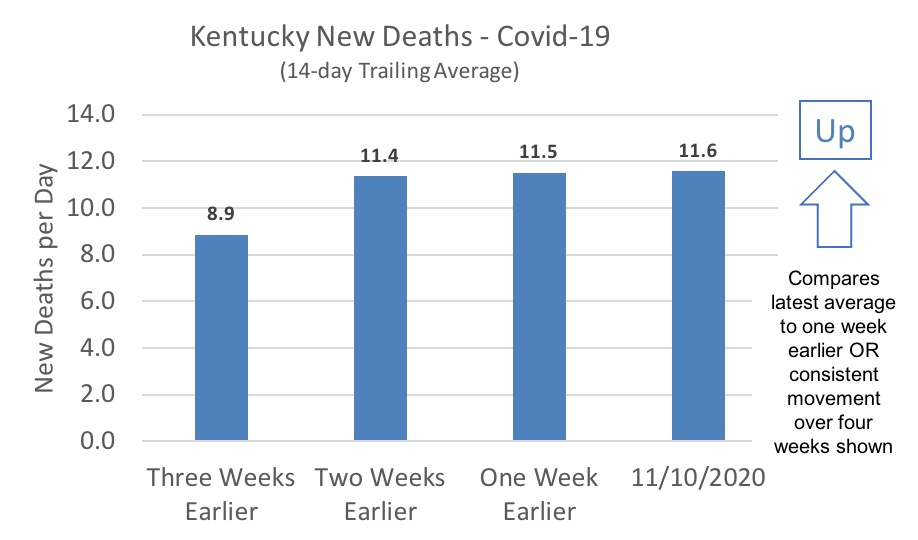 Kentucky New Deaths - Covid-19
(14-day Trailing Average)
New Deaths per Day
14.0
12.0
10.0
8.0
6.0
4.0
2.0
0.0
8.9
11.4
11.5
11.6
Three Weeks
Earlier
Two Weeks
Earlier
One Week
Earlier
11/10/2020
Up
Compares
latest average
to one week
earlier OR
consistent
movement
over four
weeks shown